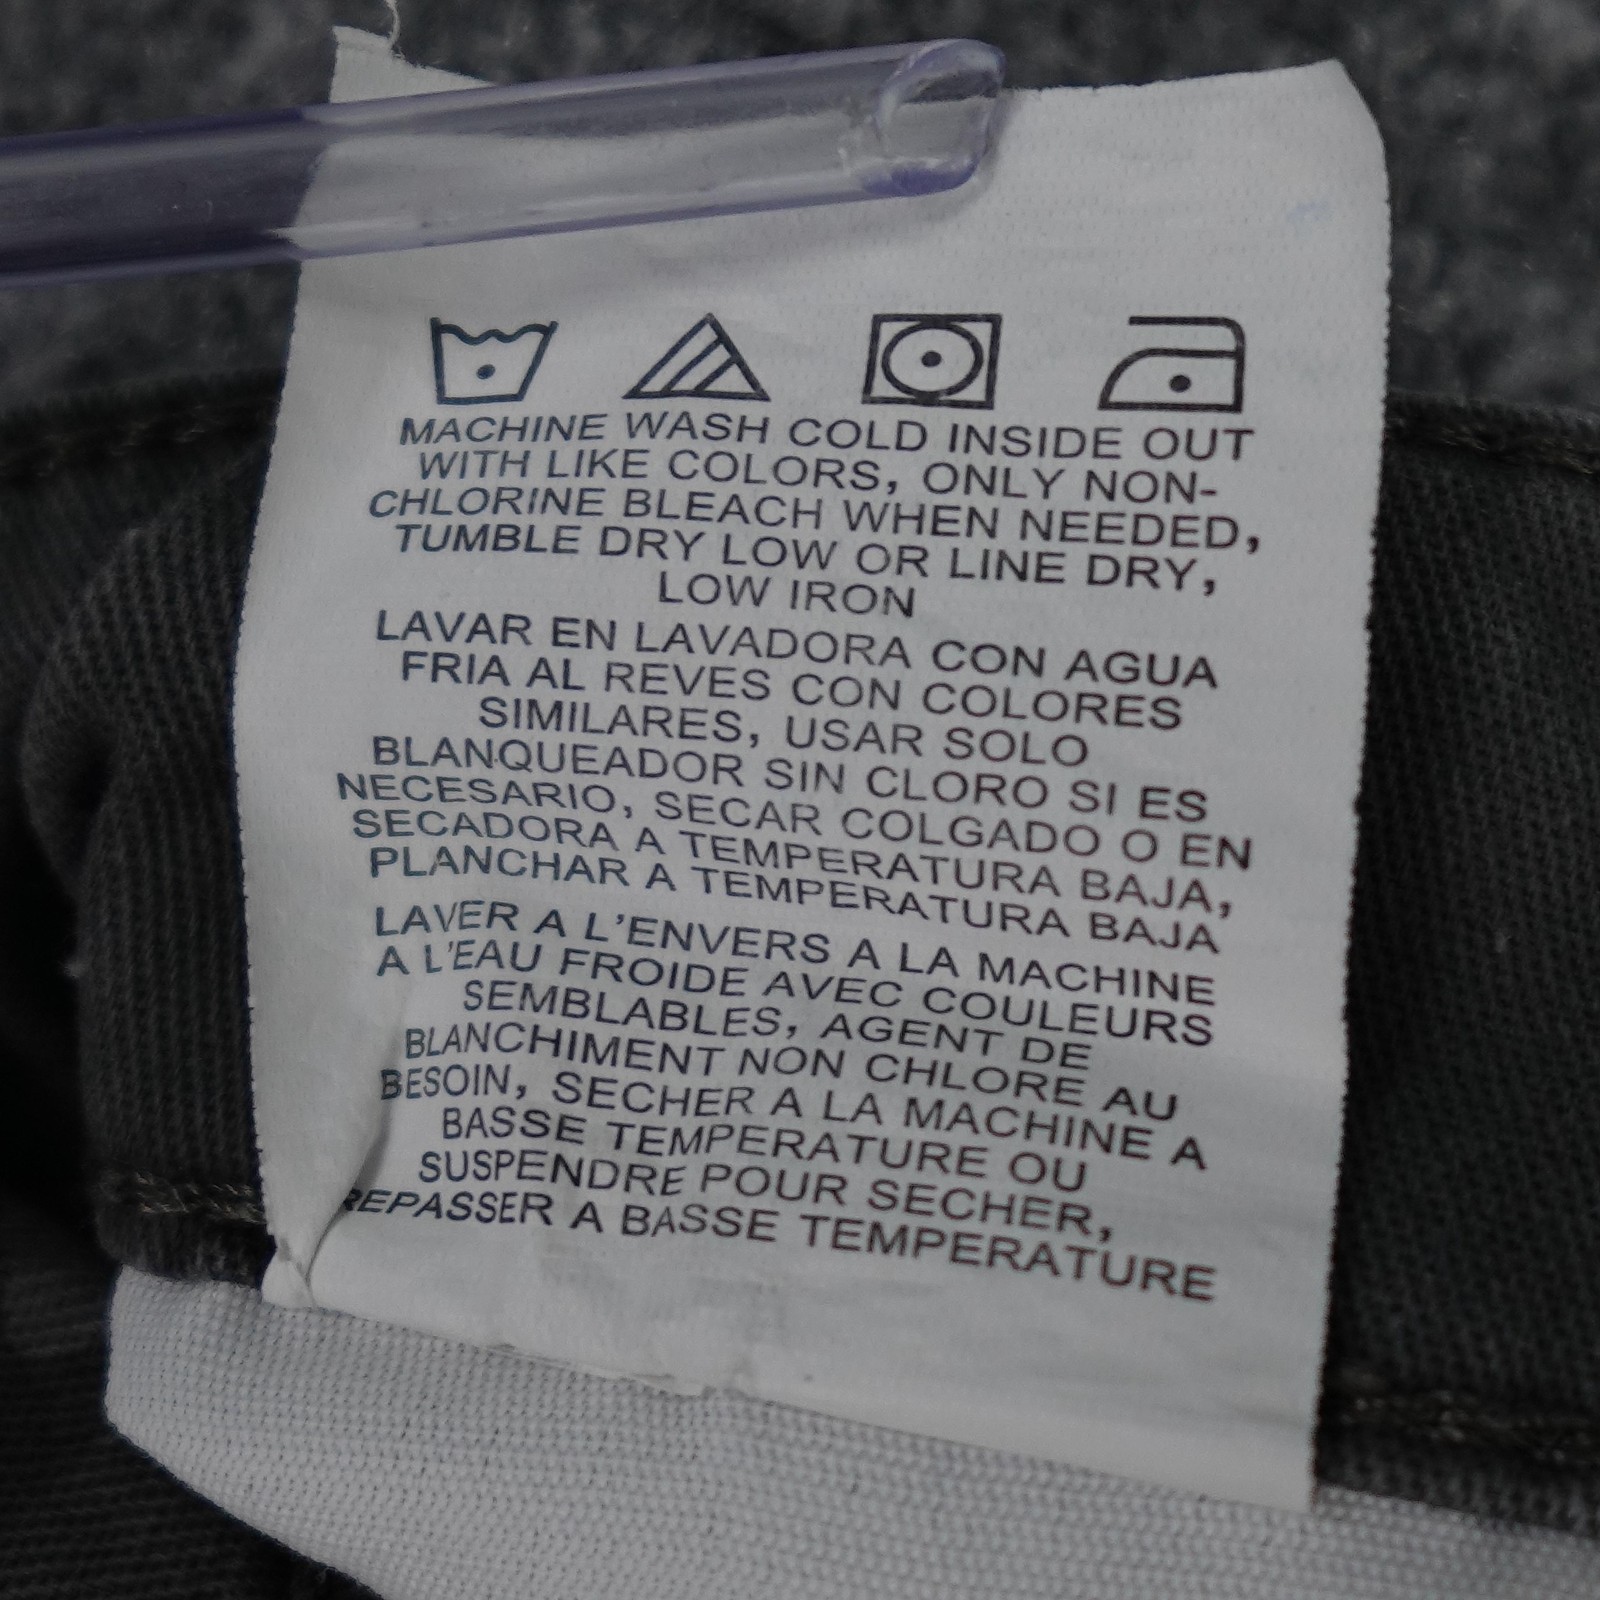 MACHINE WASH COLD INSIDE OUT
WITH LIKE COLORS, ONLY NON-
CHLORINE BLEACH WHEN NEEDED,
TUMBLE DRY LOW OR LINE DRY,
LOW IRON
LAVAR EN LAVADORA CON AGUA
FRIA AL REVES CON COLORES
SIMILARES, USAR SOLO
BLANQUEADOR SIN CLORO SI ES
NECESARIO, SECAR COLGADO O EN
SECADORA A TEMPERATURA BAJA,
PLANCHAR A TEMPERATURA BAJA
LAVER A L'ENVERS A LA MACHINE
A L'EAU FROIDE AVEC COULEURS
SEMBLABLES, AGENT DE
BLANCHIMENT NON CHLORE AU
BESOIN, SECHER A LA MACHINE A
BASSE TEMPERATURE OU
SUSPENDRE POUR SECHER,
REPASSER A BASSE TEMPERATURE